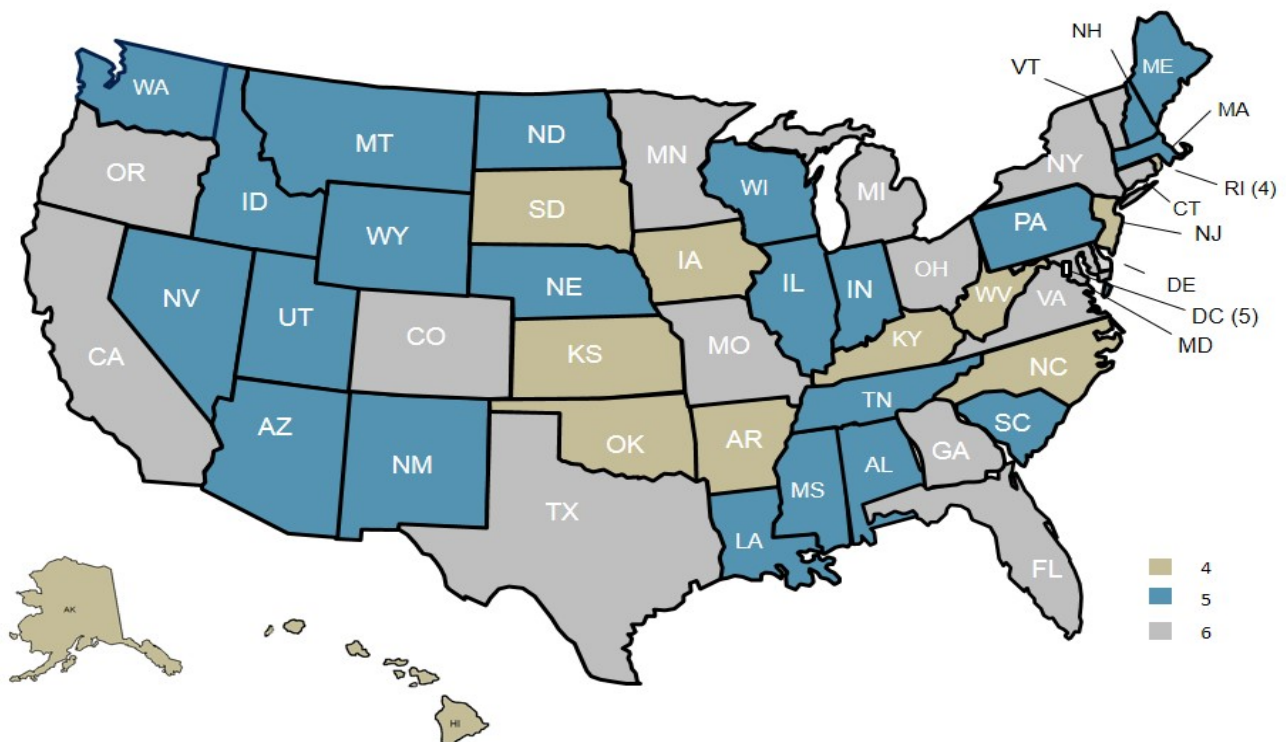 NH
VT
ME
WA
MA
MT
ND
MN
OR
NY
MI
WI
RI (4)
ID
SD
CT
PA
NJ
WY
IA
OH
DE
NE
IL
IN
WV
NV
VA
DC (5)
UT
CO
MD
CA
MO
KY
KS
NC
TN
AZ
SC
OK
AR
GA
NM
AL
MS
TX
LA
FL
4
5
6
AK
HI